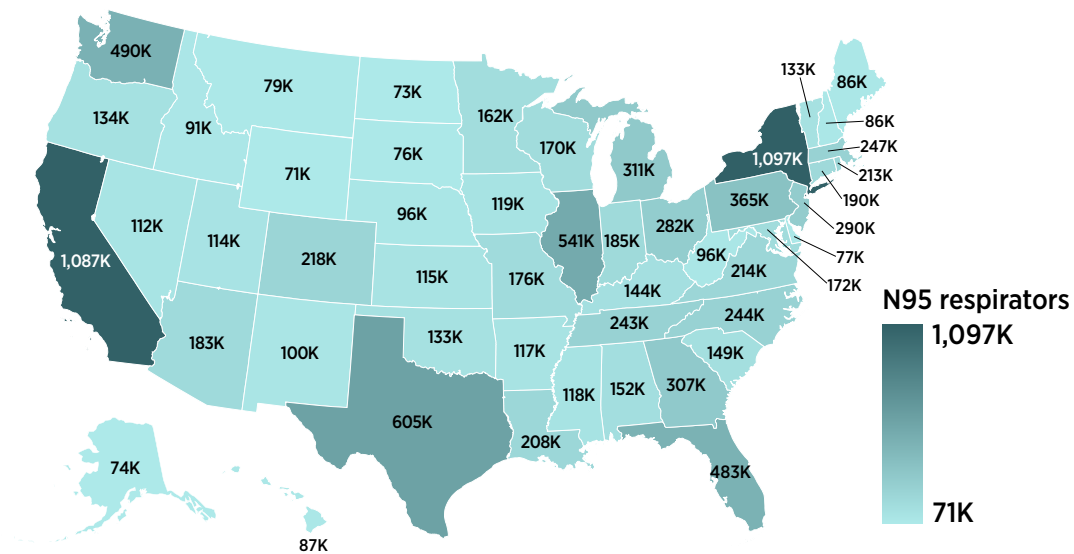 490K
134K
91K
79K
71K
73K
76K
96K
162K
119K
170K
311K
1,087K
112K
114K
218K
115K
176K
541K
185K
282K
365K
1,097K
133K
86K
86K
247K
213K
190K
290K
77K
172K
96K
214K
144K
243K
244K
183K
100K
133K
117K
149K
118K
152K
307K
605K
208K
483K
74K
87K
N95 respirators
1,097K
71K